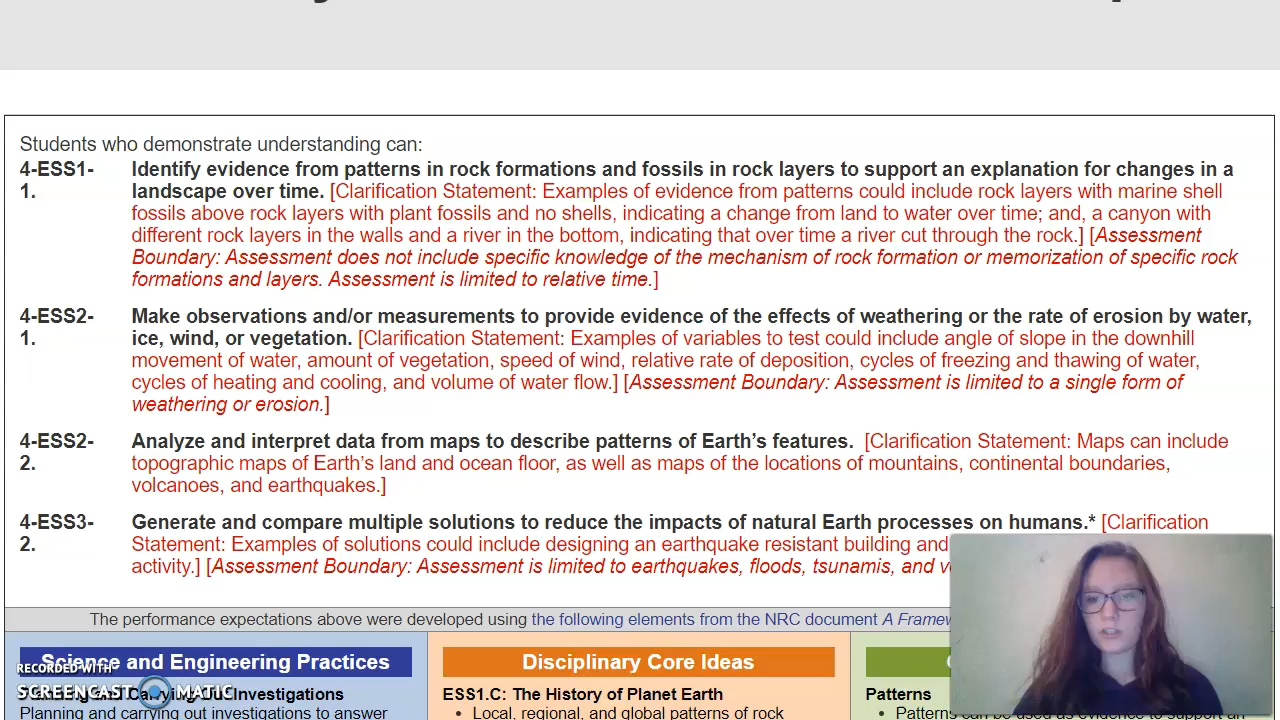 Students who demonstrate understanding can:
4-ESS1-1. Identify evidence from patterns in rock formations and fossils in rock layers to support an explanation for changes in a
landscape over time. [Clarification Statement: Examples of evidence from patterns could include rock layers with marine shell
fossils above rock layers with plant fossils and no shells, indicating a change from land to water over time; and, a canyon with
different rock layers in the walls and a river in the bottom, indicating that over time a river cut through the rock.] [Assessment
Boundary: Assessment does not include specific knowledge of the mechanism of rock formation or memorization of specific rock
formations and layers. Assessment is limited to relative time.]
4-ESS2-1. Make observations and/or measurements to provide evidence of the effects of weathering or the rate of erosion by water,
ice, wind, or vegetation. [Clarification Statement: Examples of variables to test could include angle of slope in the downhill
movement of water, amount of vegetation, speed of wind, relative rate of deposition, cycles of freezing and thawing of water,
cycles of heating and cooling, and volume of water flow.] [Assessment Boundary: Assessment is limited to a single form of
weathering or erosion.]
4-ESS2-2. Analyze and interpret data from maps to describe patterns of Earth's features. [Clarification Statement: Maps can include
topographic maps of Earth's land and ocean floor, as well as maps of the locations of mountains, continental boundaries,
volcanoes, and earthquakes.]
4-ESS3-2. Generate and compare multiple solutions to reduce the impacts of natural Earth processes on humans.* [Clarification
Statement: Examples of solutions could include designing an earthquake resistant building and
activity.] [Assessment Boundary: Assessment is limited to earthquakes, floods, tsunamis, and
The performance expectations above were developed using the following elements from the NRC document A
Science and Engineering Practices
Disciplinary Core Ideas
RECORDED WITH
SCREENCAST MATIC
and Carrying Out Investigations
ESS1.C: The History of Planet Earth
Patterns
Planning and carrying out investigations to answer
• Local, regional, and global patterns of rock
• Patterns can be used as evidence to support an